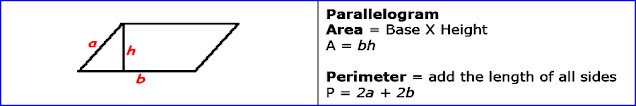 a
h
b
Parallelogram
Area = Base X Height
A = bh
Perimeter = add the length of all sides
P = 2a + 2b